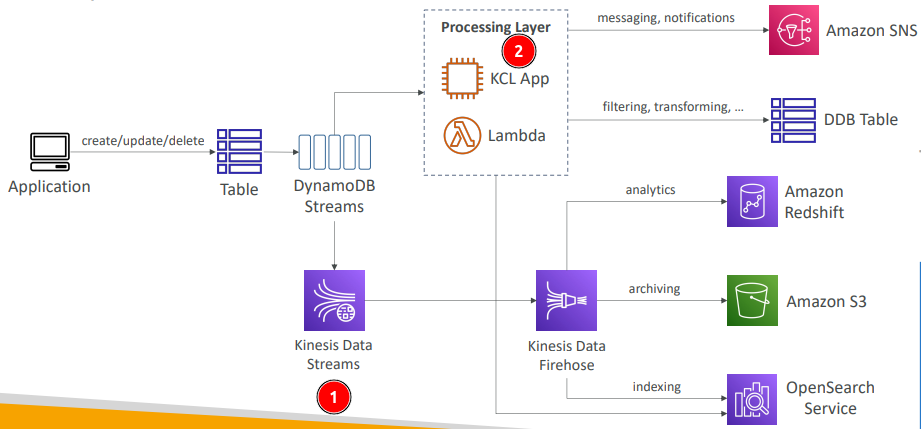 Processing Layer
2
KCL App
Lambda
messaging, notifications
Amazon SNS
filtering, transforming, ...
DDB Table
create/update/delete
Application
Table
DynamoDB
Streams
analytics
Amazon
Redshift
archiving
Amazon S3
Kinesis Data
Streams
1
Kinesis Data
Firehose
indexing
OpenSearch
Service